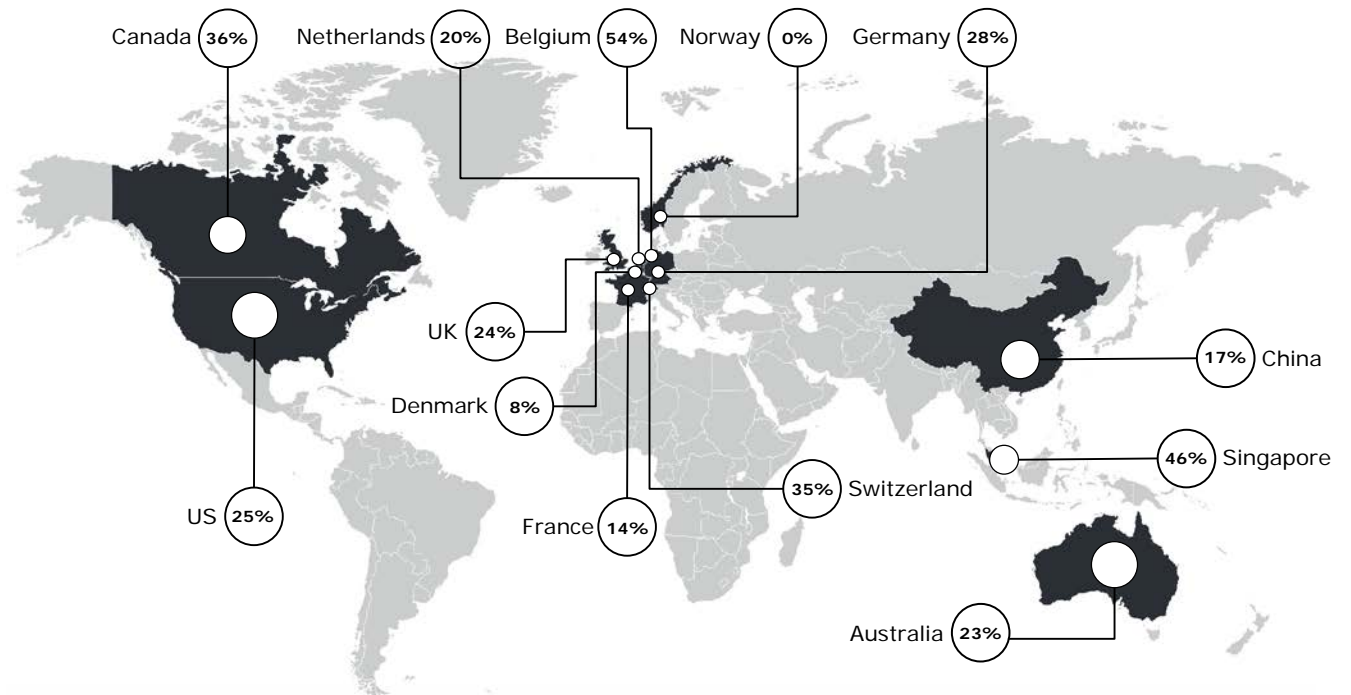 Canada 36% Netherlands 20% Belgium 54% Norway 0% Germany 28%
UK 24%
17% China
Denmark 8%
46% Singapore
35% Switzerland
US 25%
France 14%
Australia 23%